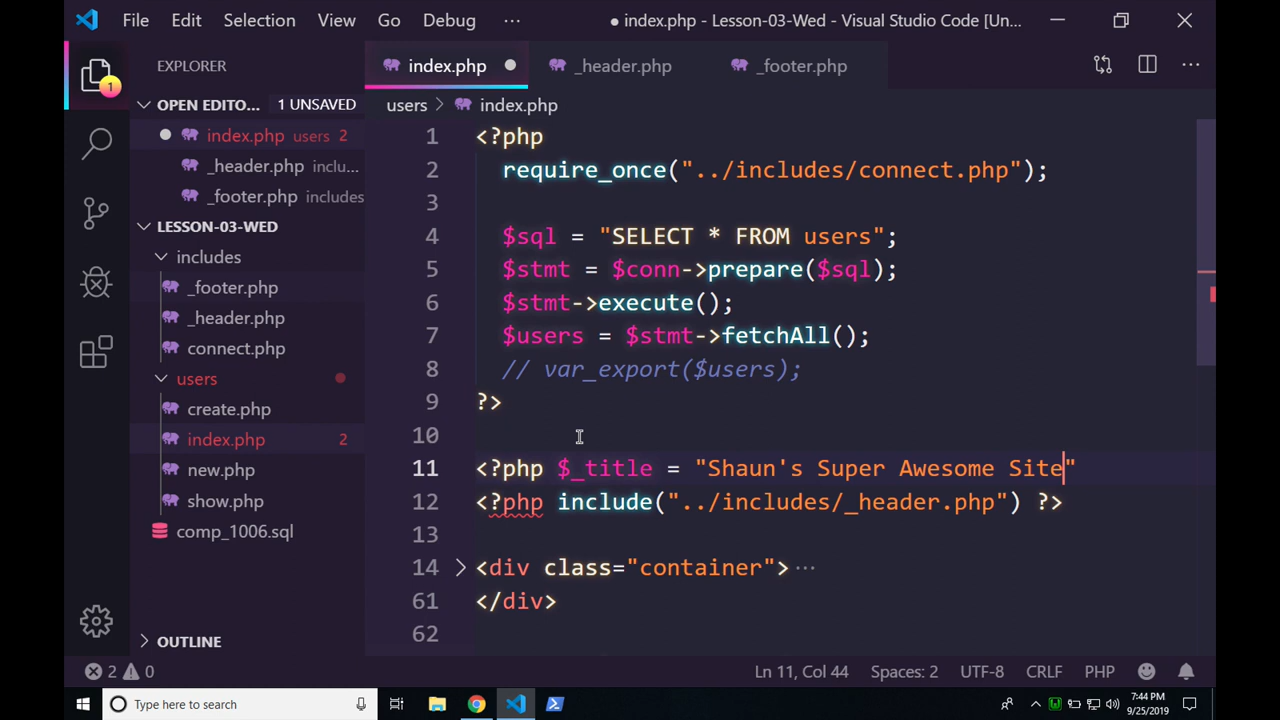 File Edit Selection View Go Debug ··· ● index.php - Lesson-03-Wed - Visual Studio Code [Un...
EXPLORER
index.php
_header.php
_footer.php
1
OPEN EDITO... 1 UNSAVED
users > index.php
index.php users 2
_header.php inclu...
_footer.php includes
LESSON-03-WED
includes
_footer.php
_header.php
connect.php
users
create.php
index.php 2
new.php
show.php
comp_1006.sql
OUTLINE
1 <?php
2 require_once("../includes/connect.php");
3
4 $sql = "SELECT * FROM users";
5 $stmt = $conn->prepare($sql);
6 $stmt->execute();
7 $users = $stmt->fetchAll();
8 // var_export($users);
9 ?>
10
11 <?php $_title = "Shaun's Super Awesome Site"
12 <?php include("../includes/_header.php") ?>
13
14 <div class="container"> ···
61 </div>
62
2 0 Ln 11, Col 44 Spaces: 2 UTF-8 CRLF PHP
Type here to search
7:44 PM
9/25/2019